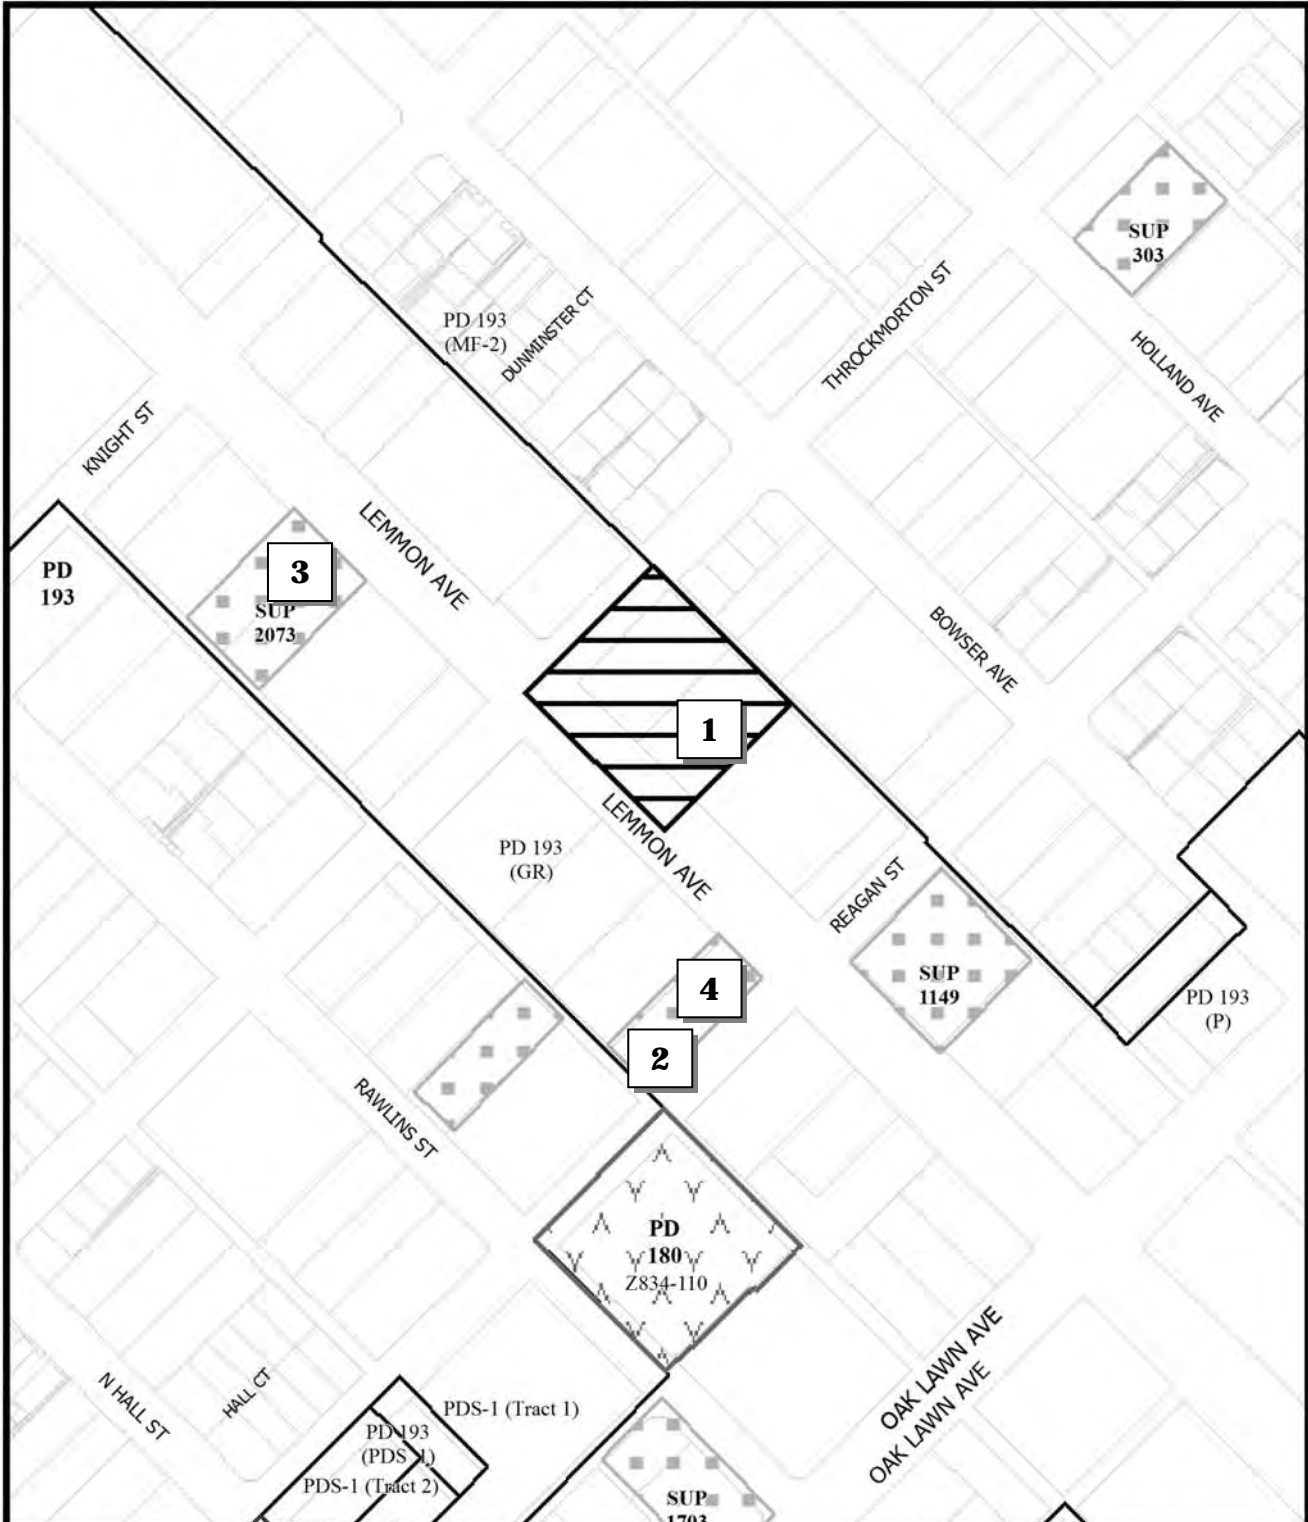 SUP
303
THROCKMORTON ST
HOLLAND AVE
PD 193
(MF-2)
DUNMINSTER CT
KNIGHT ST
LEMMON AVE
PD
193
3
SUP
2073
BOWSER AVE
1
LEMMON AVE
PD 193
(GR)
REAGAN ST
SUP
1149
4
PD 193
(P)
2
RAWLINS ST
PD
180
Z834-110
OAK LAWN AVE
OAK LAWN AVE
N HALL ST
HALL CT
PDS-1 (Tract 1)
PD 193
(PDS 1)
PDS-1 (Tract 2)
SUP
1703